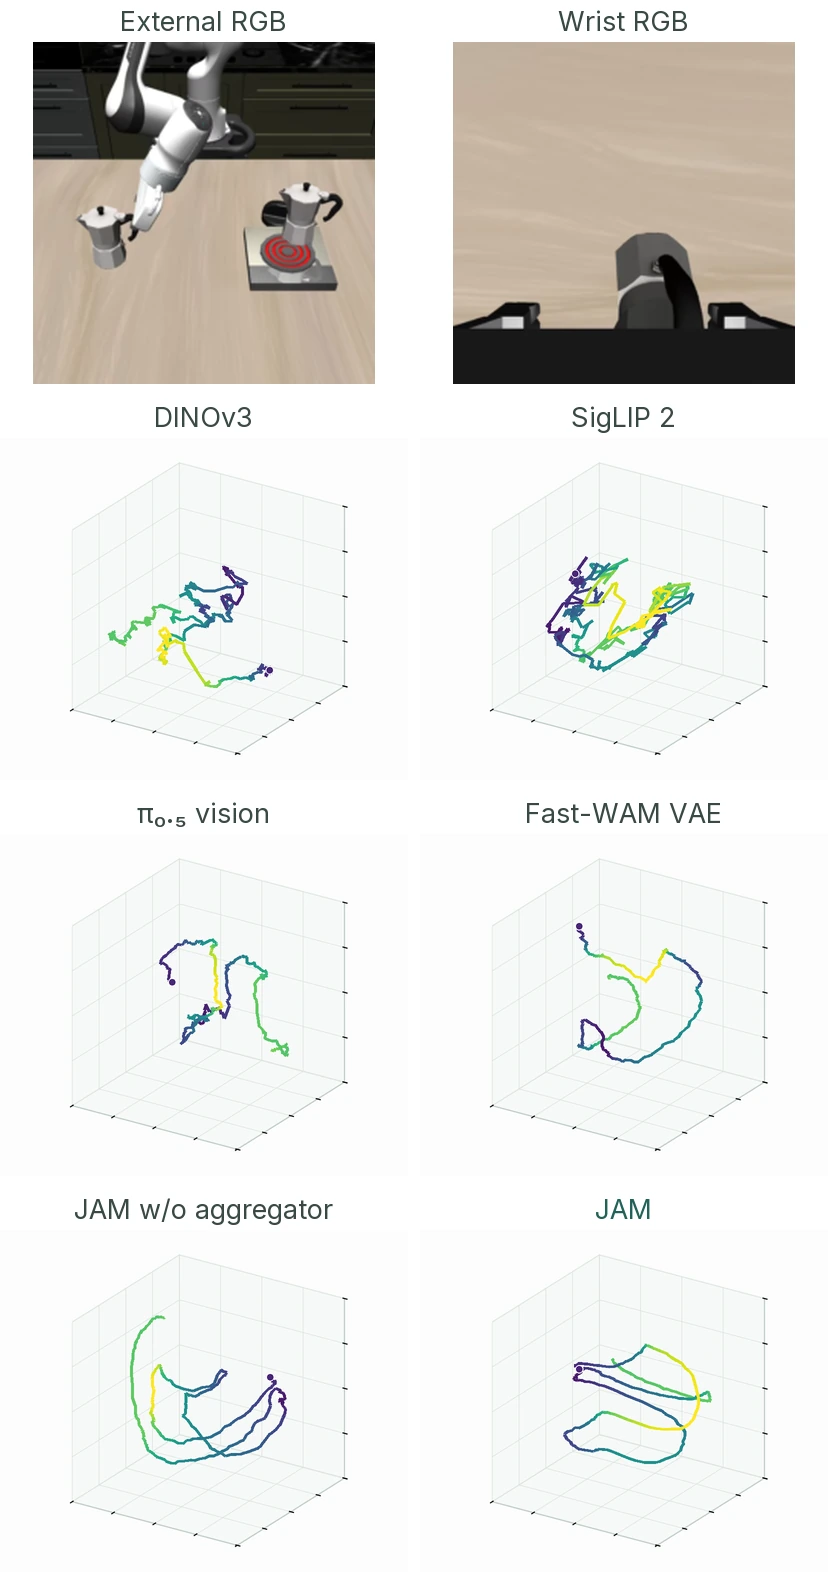 External RGB
Wrist RGB
DINOv3
SigLIP 2
π₀.₅ vision
Fast-WAM VAE
JAM w/o aggregator
JAM